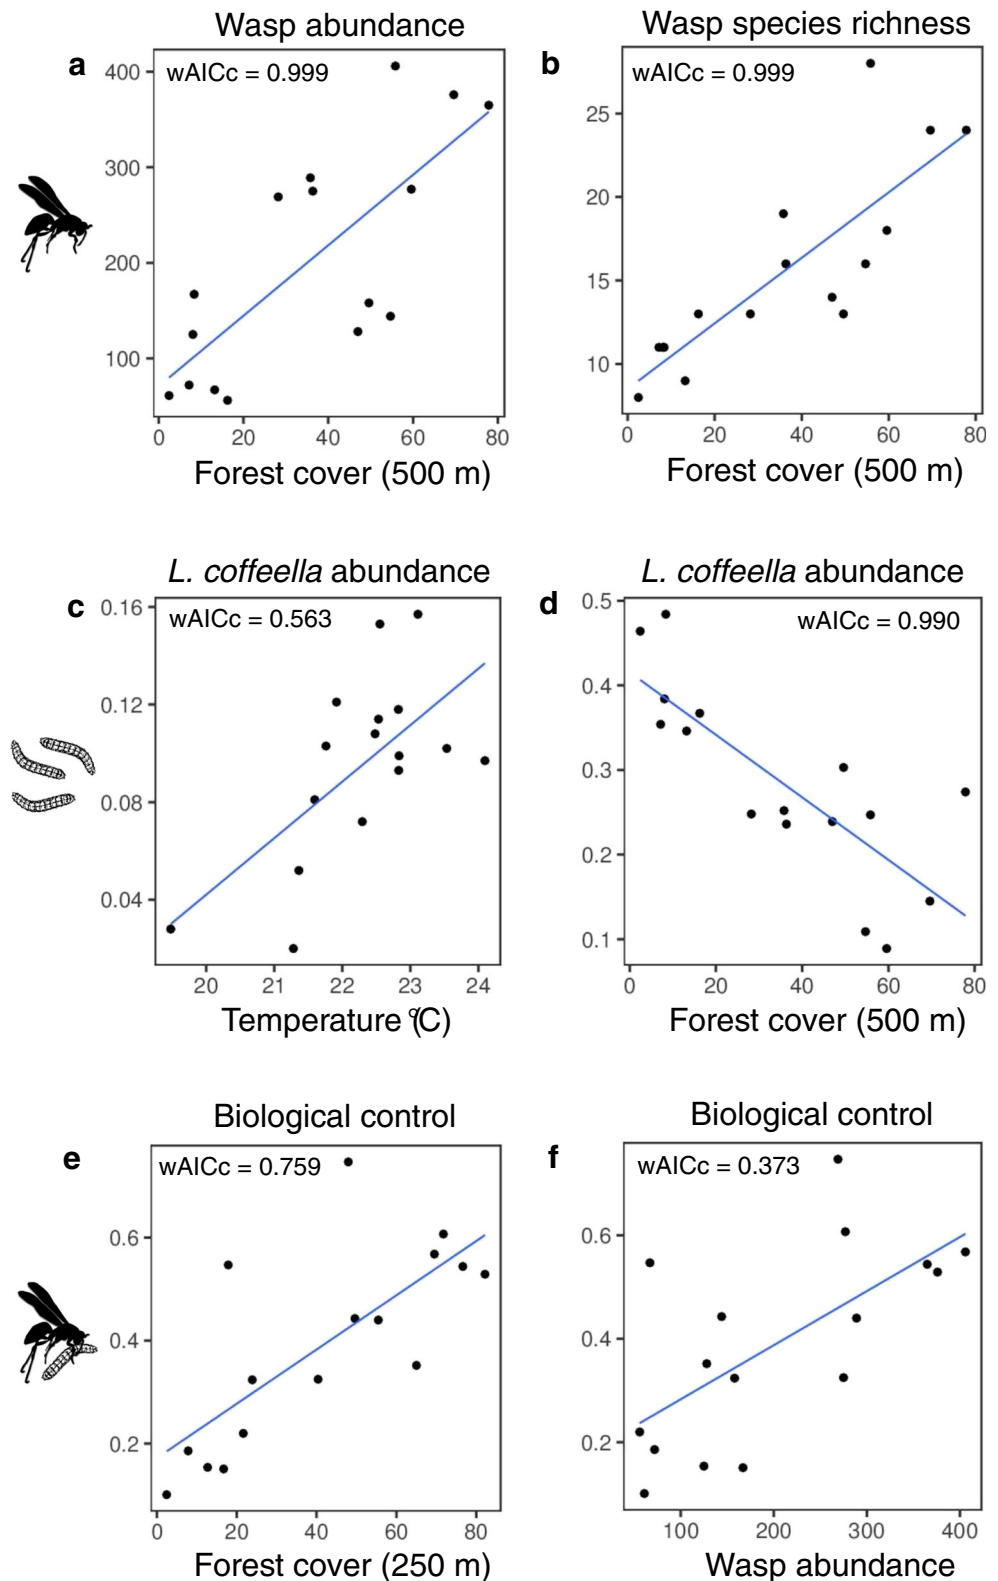 Wasp abundance
Wasp species richness
a
wAICc = 0.999
400
300
200
100
0 20 40 60 80
Forest cover (500 m)
b
wAICc = 0.999
25
20
15
10
0 20 40 60 80
Forest cover (500 m)
L. coffeella abundance
L. coffeella abundance
c
wAICc = 0.563
0.16
0.12
0.08
0.04
20 21 22 23 24
Temperature (°C)
d
wAICc = 0.990
0.5
0.4
0.3
0.2
0.1
0 20 40 60 80
Forest cover (500 m)
Biological control
Biological control
e
wAICc = 0.759
0.6
0.4
0.2
0 20 40 60 80
Forest cover (250 m)
f
wAICc = 0.373
0.6
0.4
0.2
100 200 300 400
Wasp abundance